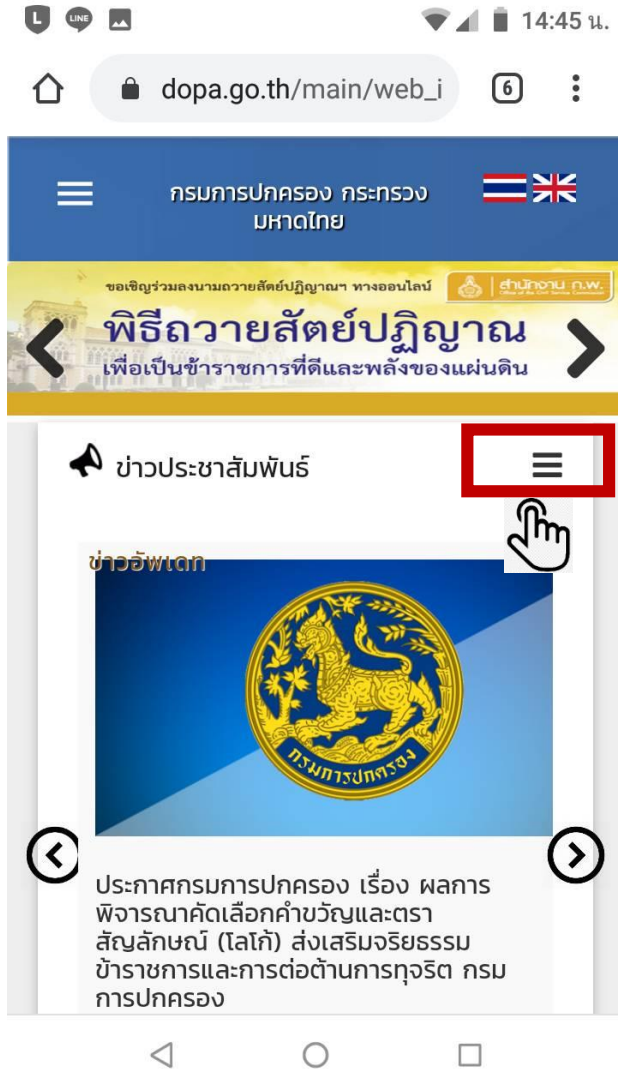 L LINE 14:45 น.
dopa.go.th/main/web_i 6
กรมการปกครอง กระทรวง
มหาดไทย
ขอเชิญร่วมลงนามถวายสัตย์ปฏิญาณฯ ทางออนไลน์ สำนักงาน ก.พ.
Office of the Civil Service Commission
พิธีถวายสัตย์ปฏิญาณ
เพื่อเป็นข้าราชการที่ดีและพลังของแผ่นดิน
ข่าวประชาสัมพันธ์
ข่าวอัพเดท
กรมการปกครอง
ประกาศกรมการปกครอง เรื่อง ผลการ
พิจารณาคัดเลือกคำขวัญและตรา
สัญลักษณ์ (โลโก้) ส่งเสริมจริยธรรม
ข้าราชการและการต่อต้านการทุจริต กรม
การปกครอง